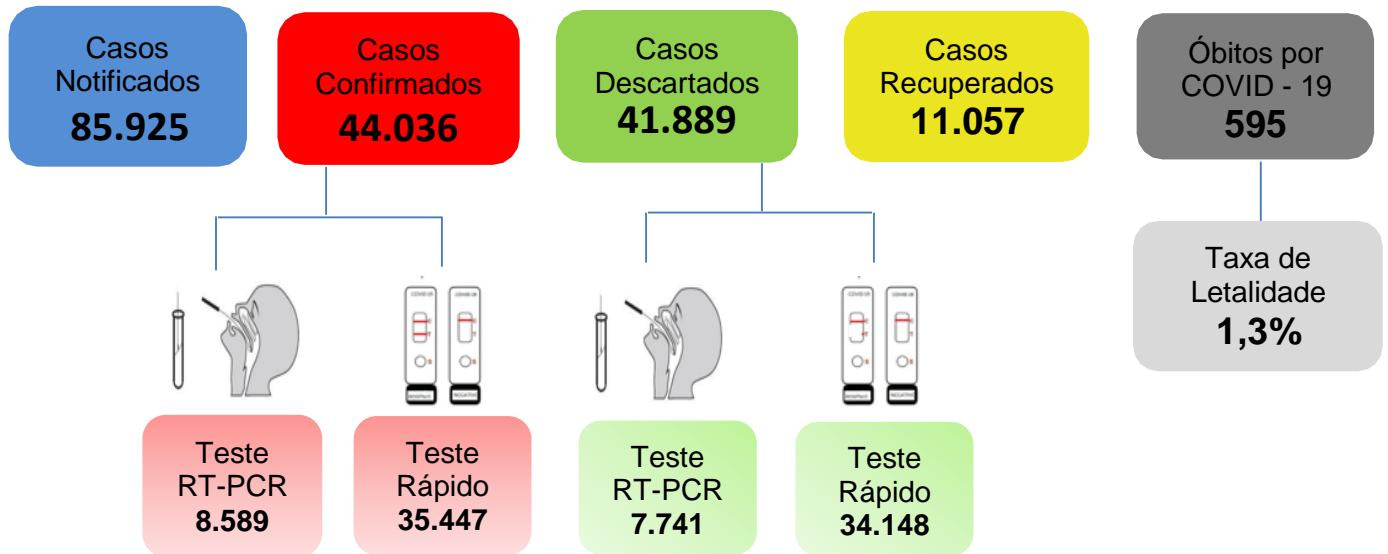 Casos
Notificados
85.925
Casos
Confirmados
44.036
Casos
Descartados
41.889
Casos
Recuperados
11.057
Óbitos por
COVID - 19
595
Taxa de
Letalidade
1,3%
Teste
RT-PCR
8.589
Teste
Rápido
35.447
Teste
RT-PCR
7.741
Teste
Rápido
34.148